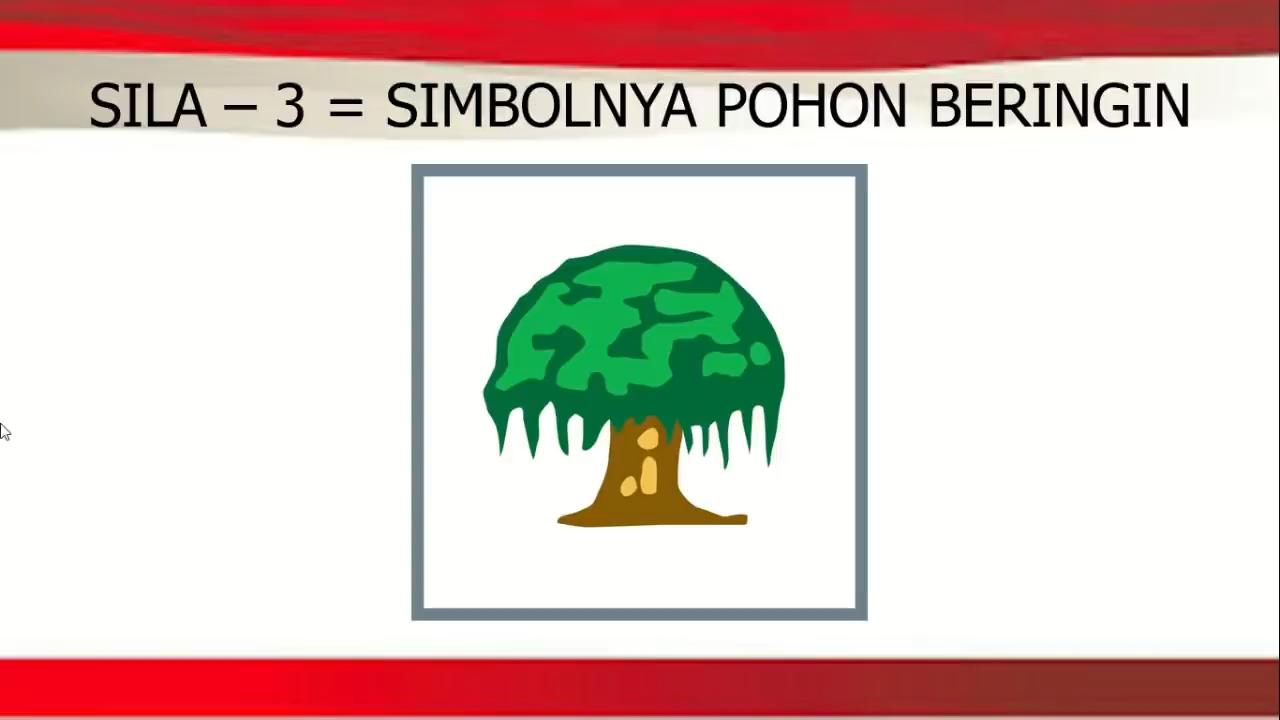 SILA – 3 = SIMBOLNYA POHON BERINGIN